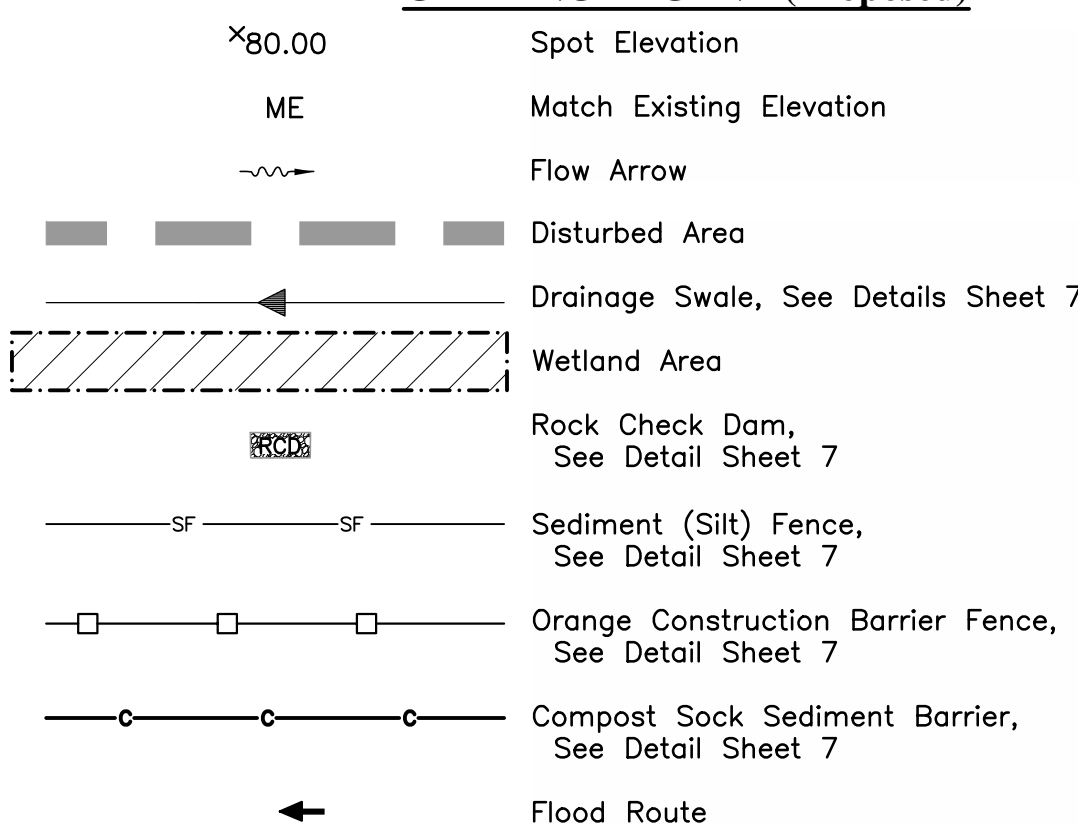 (Proposed)
×80.00 Spot Elevation
ME Match Existing Elevation
Flow Arrow
Disturbed Area
Drainage Swale, See Details Sheet 7
Wetland Area
RCD Rock Check Dam,
See Detail Sheet 7
SF SF Sediment (Silt) Fence,
See Detail Sheet 7
Orange Construction Barrier Fence,
See Detail Sheet 7
C C C Compost Sock Sediment Barrier,
See Detail Sheet 7
Flood Route